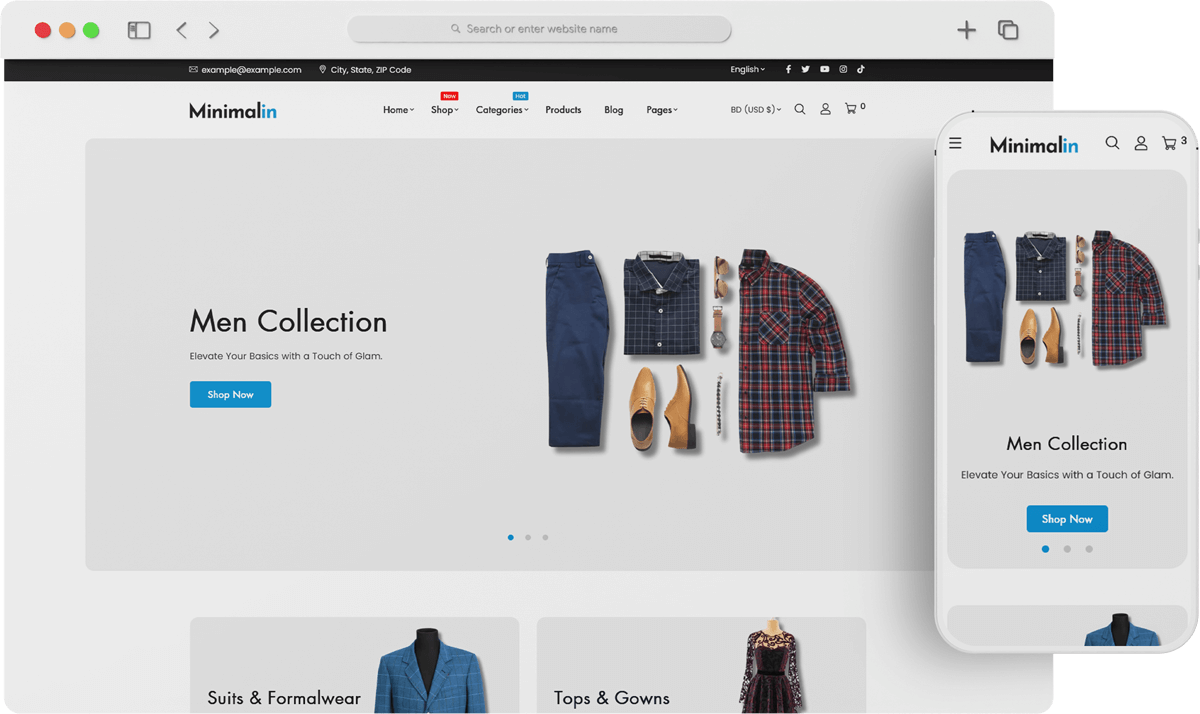 Search or enter website name
example@example.com City, State, ZIP Code English
Now Hot
Minimalin Home Shop Categories Products Blog Pages BD (USD $) 0
Men Collection
Elevate Your Basics with a Touch of Glam.
Shop Now
Suits & Formalwear Tops & Gowns
Minimalin 3
Men Collection
Elevate Your Basics with a Touch of Glam.
Shop Now